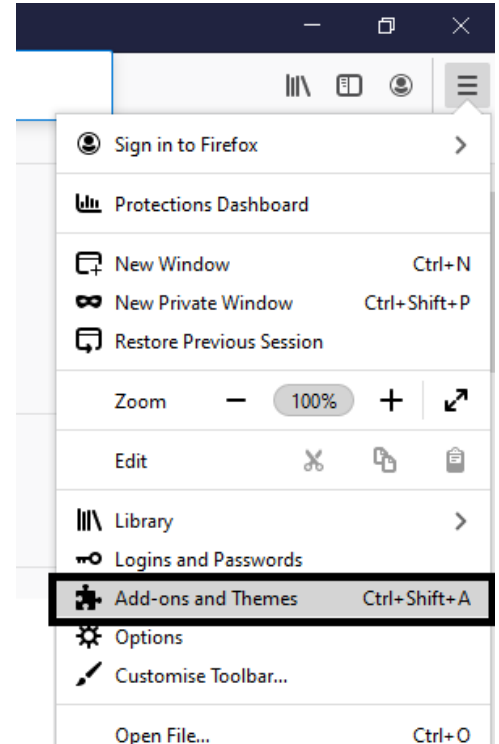 Sign in to Firefox
Protections Dashboard
New Window Ctrl+N
New Private Window Ctrl+Shift+P
Restore Previous Session
Zoom 100%
Edit
Library
Logins and Passwords
Add-ons and Themes Ctrl+Shift+A
Options
Customise Toolbar...
Open File... Ctrl+O